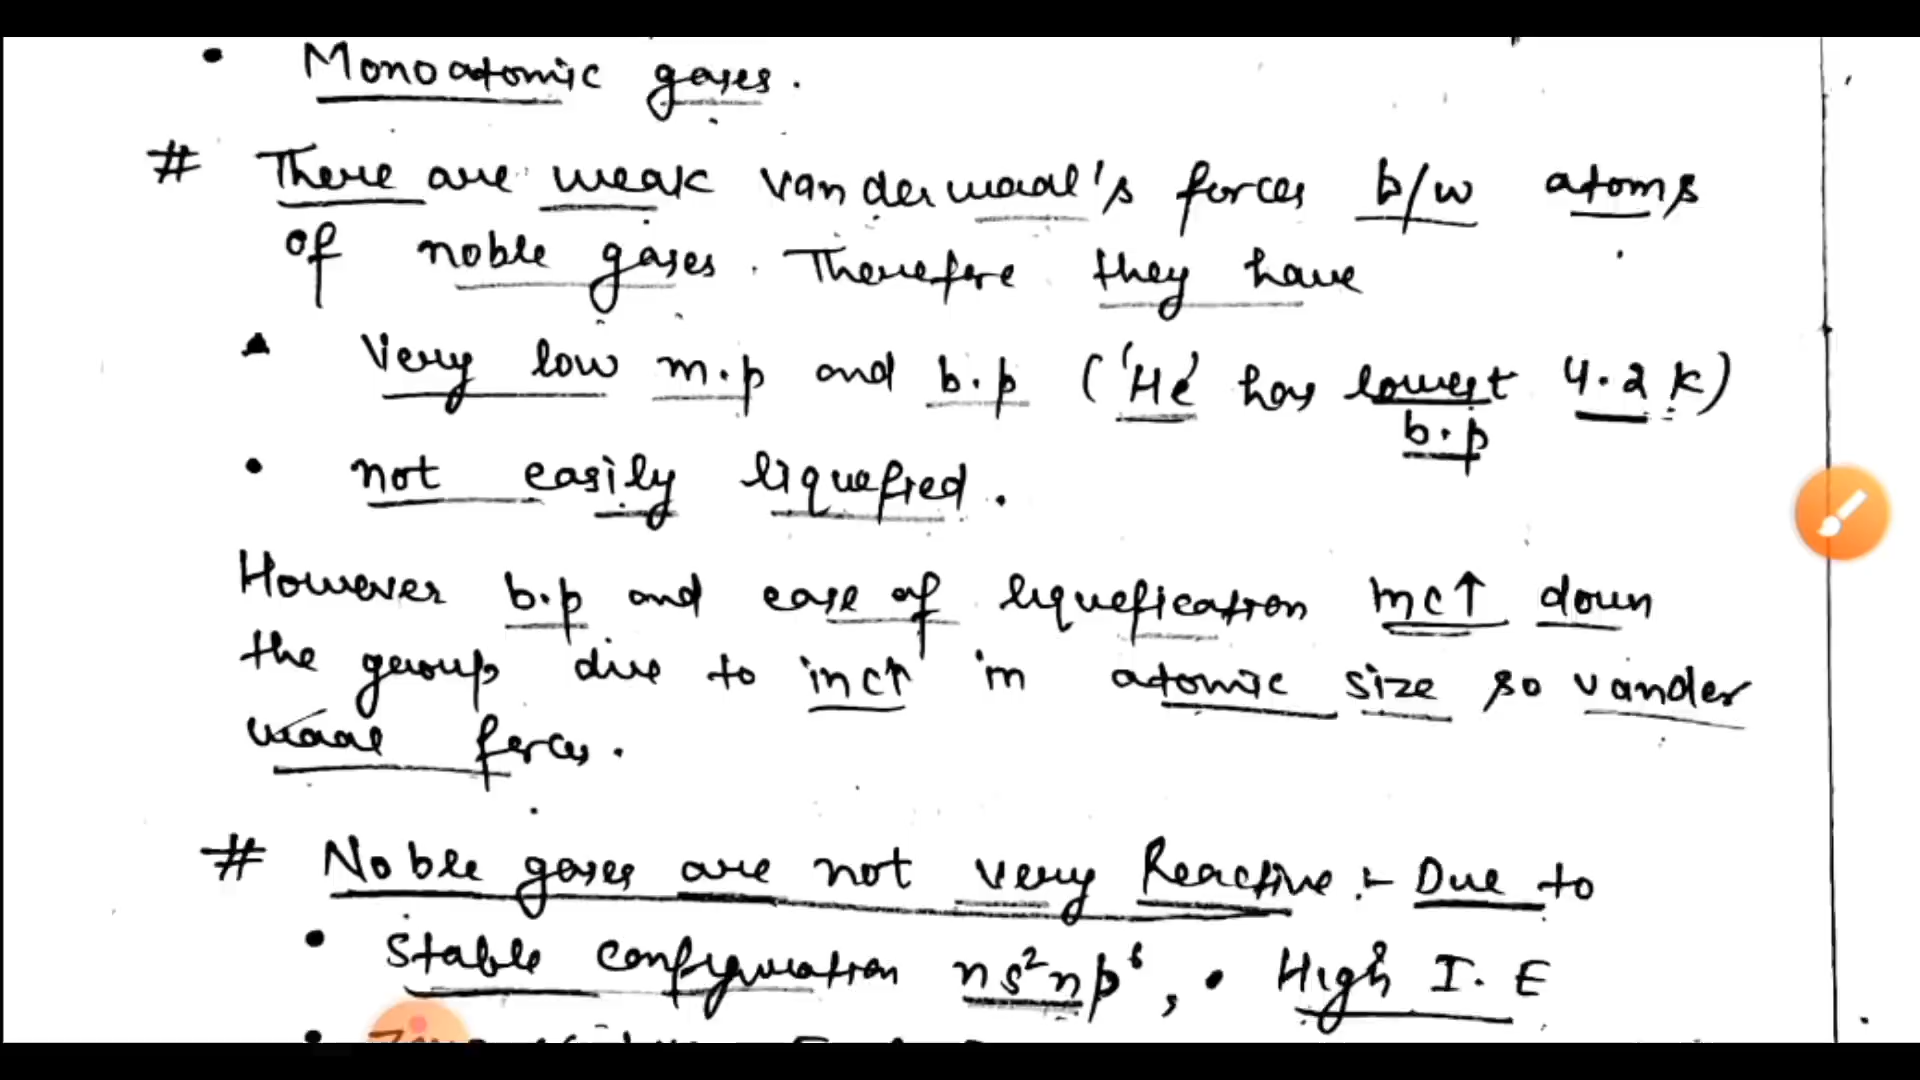 • Monoatomic gases.
# There are weak vander waal's forces b/w atoms
of noble gases. Therefore they have
▲ Very low m.p and b.p ('He' has lowest 4.2 K)
b.p
• not easily liquefied.
However b.p and ease of liquefication inc↑ down
the group due to inc↑ in atomic size so vander
waal forces.
# Noble gases are not very Reactive :- Due to
• stable configuration ns²np⁶, • High I.E